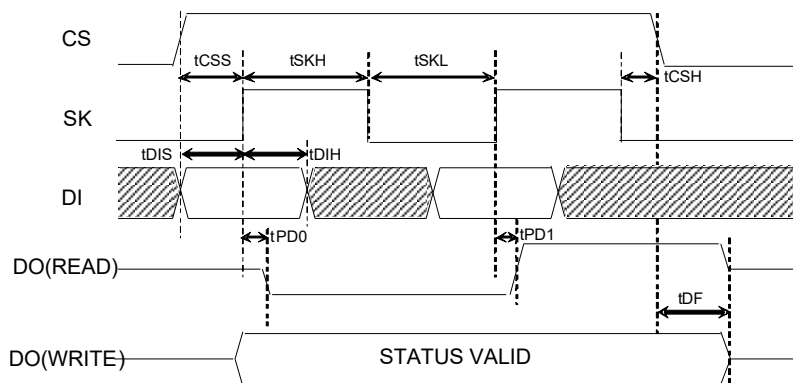 CS
tCSS tSKH tSKL tCSH
SK
tDIS tDIH
DI
tPD0 tPD1
DO(READ)
tDF
DO(WRITE) STATUS VALID